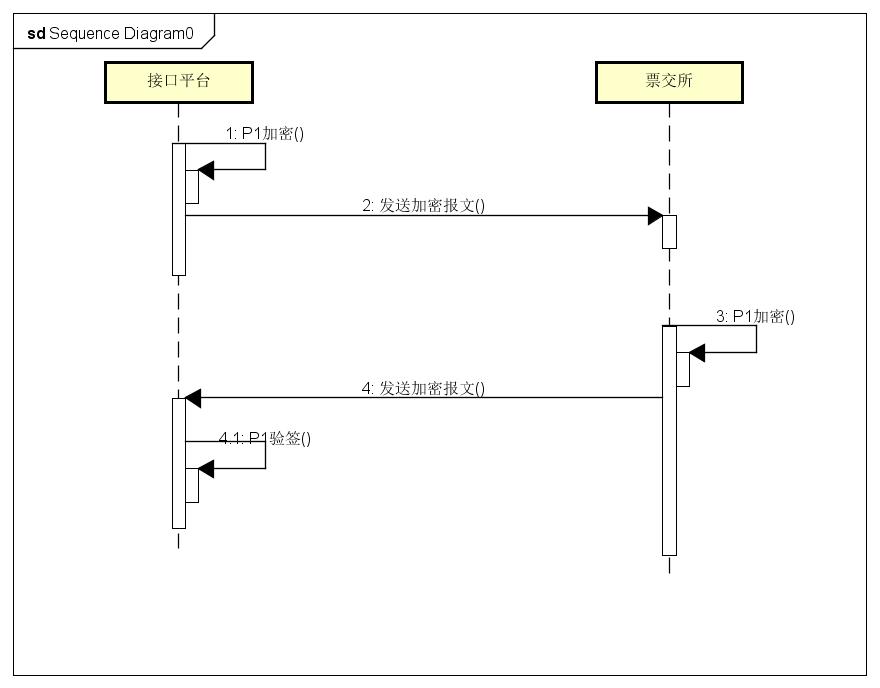 sd Sequence Diagram0
接口平台
票交所
1: P1加密()
2: 发送加密报文()
3: P1加密()
4: 发送加密报文()
4.1: P1验签()